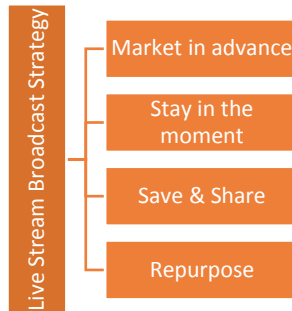 Live Stream Broadcast Strategy
Market in advance
Stay in the
moment
Save & Share
Repurpose